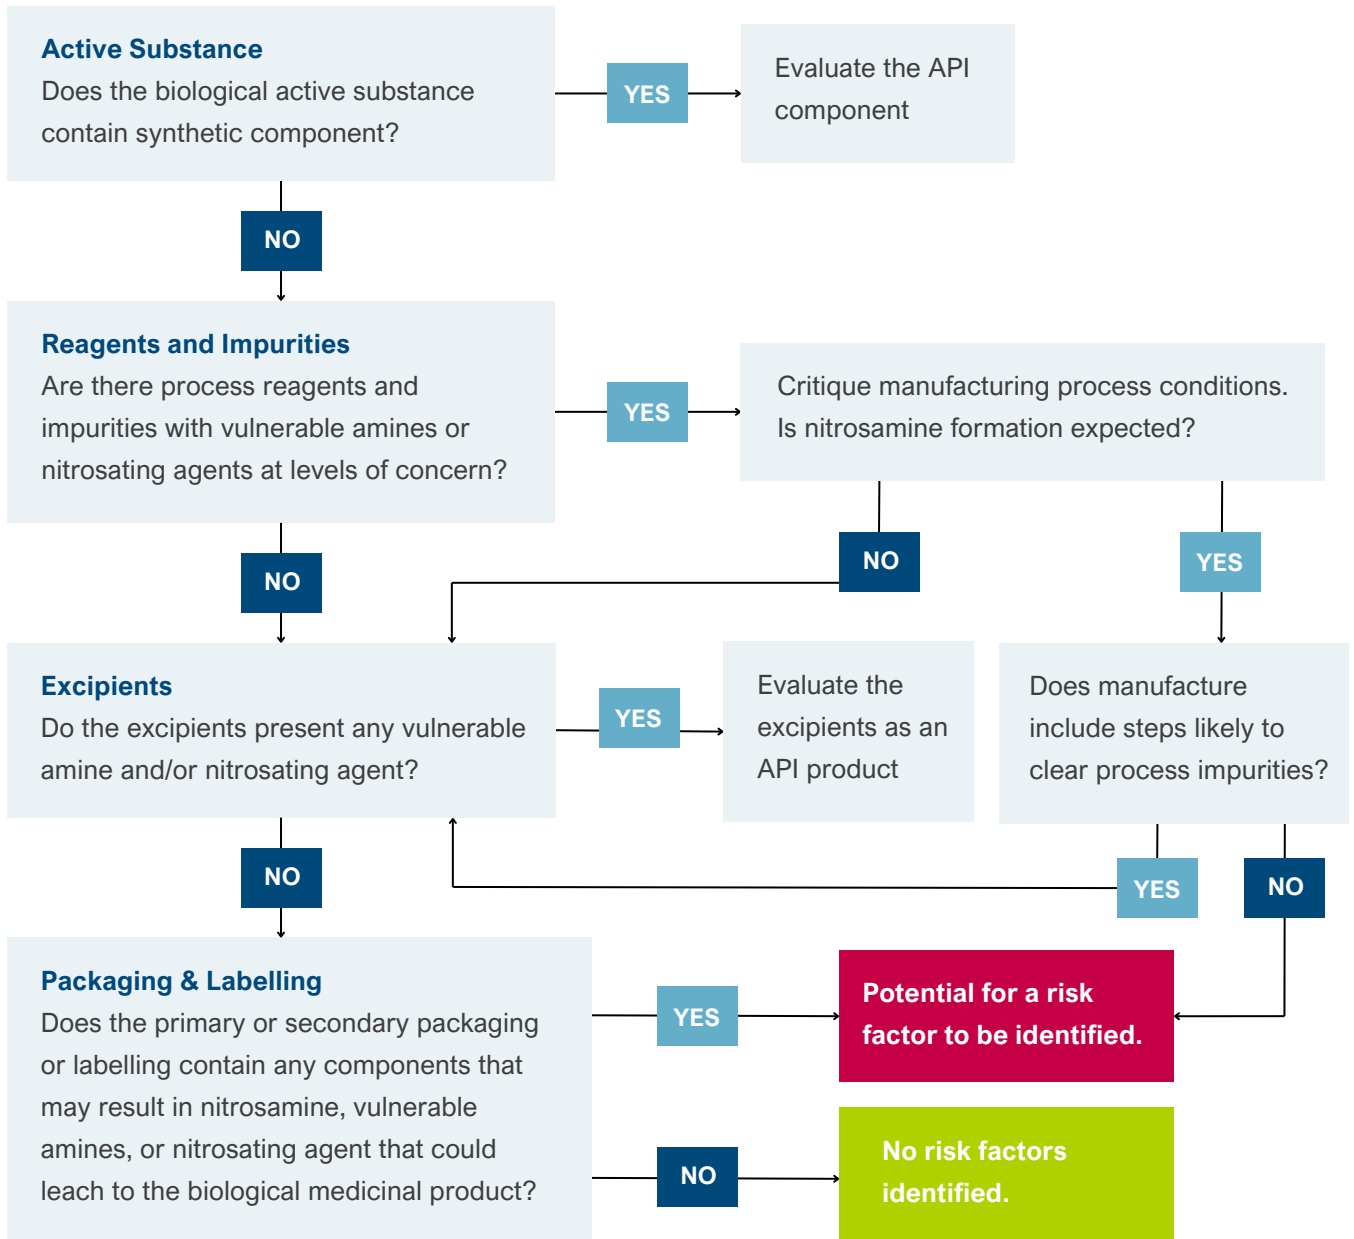 Active Substance
Does the biological active substance
contain synthetic component?
YES
Evaluate the API
component
NO
Reagents and Impurities
Are there process reagents and
impurities with vulnerable amines or
nitrosating agents at levels of concern?
YES
Critique manufacturing process conditions.
Is nitrosamine formation expected?
NO
NO
YES
Excipients
Do the excipients present any vulnerable
amine and/or nitrosating agent?
YES
Evaluate the
excipients as an
API product
Does manufacture
include steps likely to
clear process impurities?
NO
YES
NO
Packaging & Labelling
Does the primary or secondary packaging
or labelling contain any components that
may result in nitrosamine, vulnerable
amines, or nitrosating agent that could
leach to the biological medicinal product?
YES
Potential for a risk
factor to be identified.
NO
No risk factors
identified.